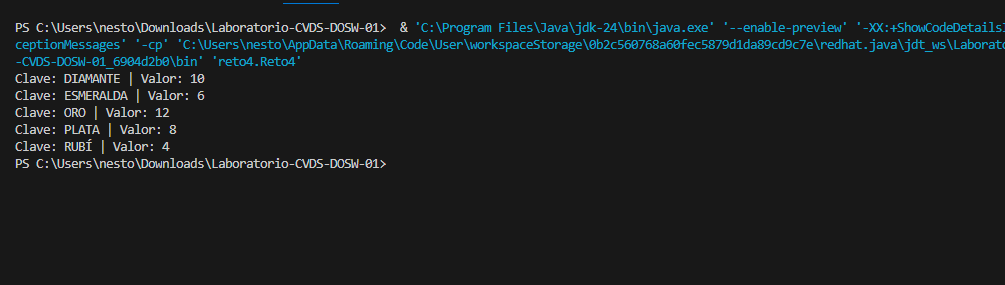 PS C:\Users\nesto\Downloads\Laboratorio-CVDS-DOSW-01>  & 'C:\Program Files\Java\jdk-24\bin\java.exe' '--enable-preview' '-XX:+ShowCodeDetailsI
ceptionMessages' '-cp' 'C:\Users\nesto\AppData\Roaming\Code\User\workspaceStorage\0b2c560768a60fec5879d1da89cd9c7e\redhat.java\jdt_ws\Laborato
-CVDS-DOSW-01_6904d2b0\bin' 'reto4.Reto4'
Clave: DIAMANTE | Valor: 10
Clave: ESMERALDA | Valor: 6
Clave: ORO | Valor: 12
Clave: PLATA | Valor: 8
Clave: RUBÍ | Valor: 4
PS C:\Users\nesto\Downloads\Laboratorio-CVDS-DOSW-01>